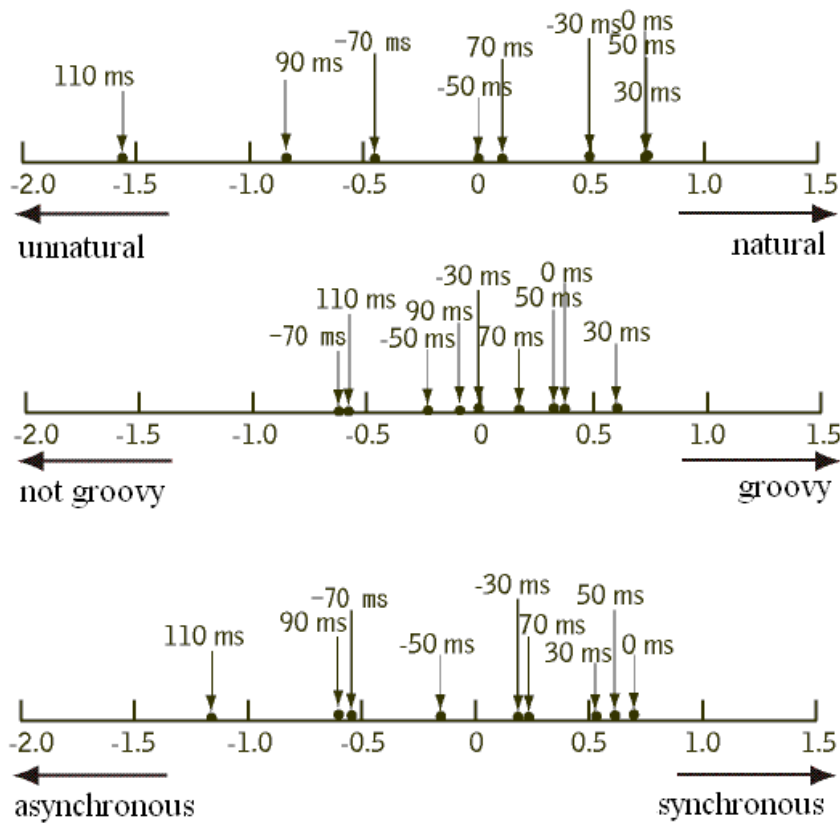 -30 ms 0 ms
-70 ms 70 ms 50 ms
90 ms
110 ms -50 ms 30 ms
-2.0 -1.5 -1.0 -0.5 0 0.5 1.0 1.5
unnatural natural
-30 ms 0 ms
110 ms 90 ms 50 ms
-70 ms -50 ms 70 ms 30 ms
-2.0 -1.5 -1.0 -0.5 0 0.5 1.0 1.5
not groovy groovy
-70 ms -30 ms 50 ms
110 ms 90 ms -50 ms 70 ms 30 ms 0 ms
-2.0 -1.5 -1.0 -0.5 0 0.5 1.0 1.5
asynchronous synchronous